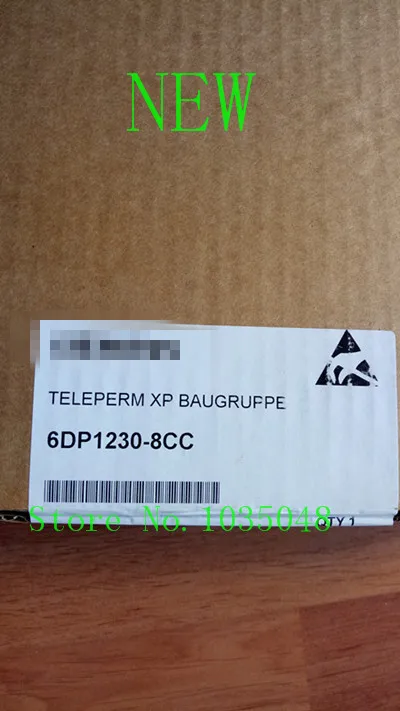 NEW
TELEPERM XP BAUGRUPPE
6DP1230-8CC
Store No. 1035048
QTY 1